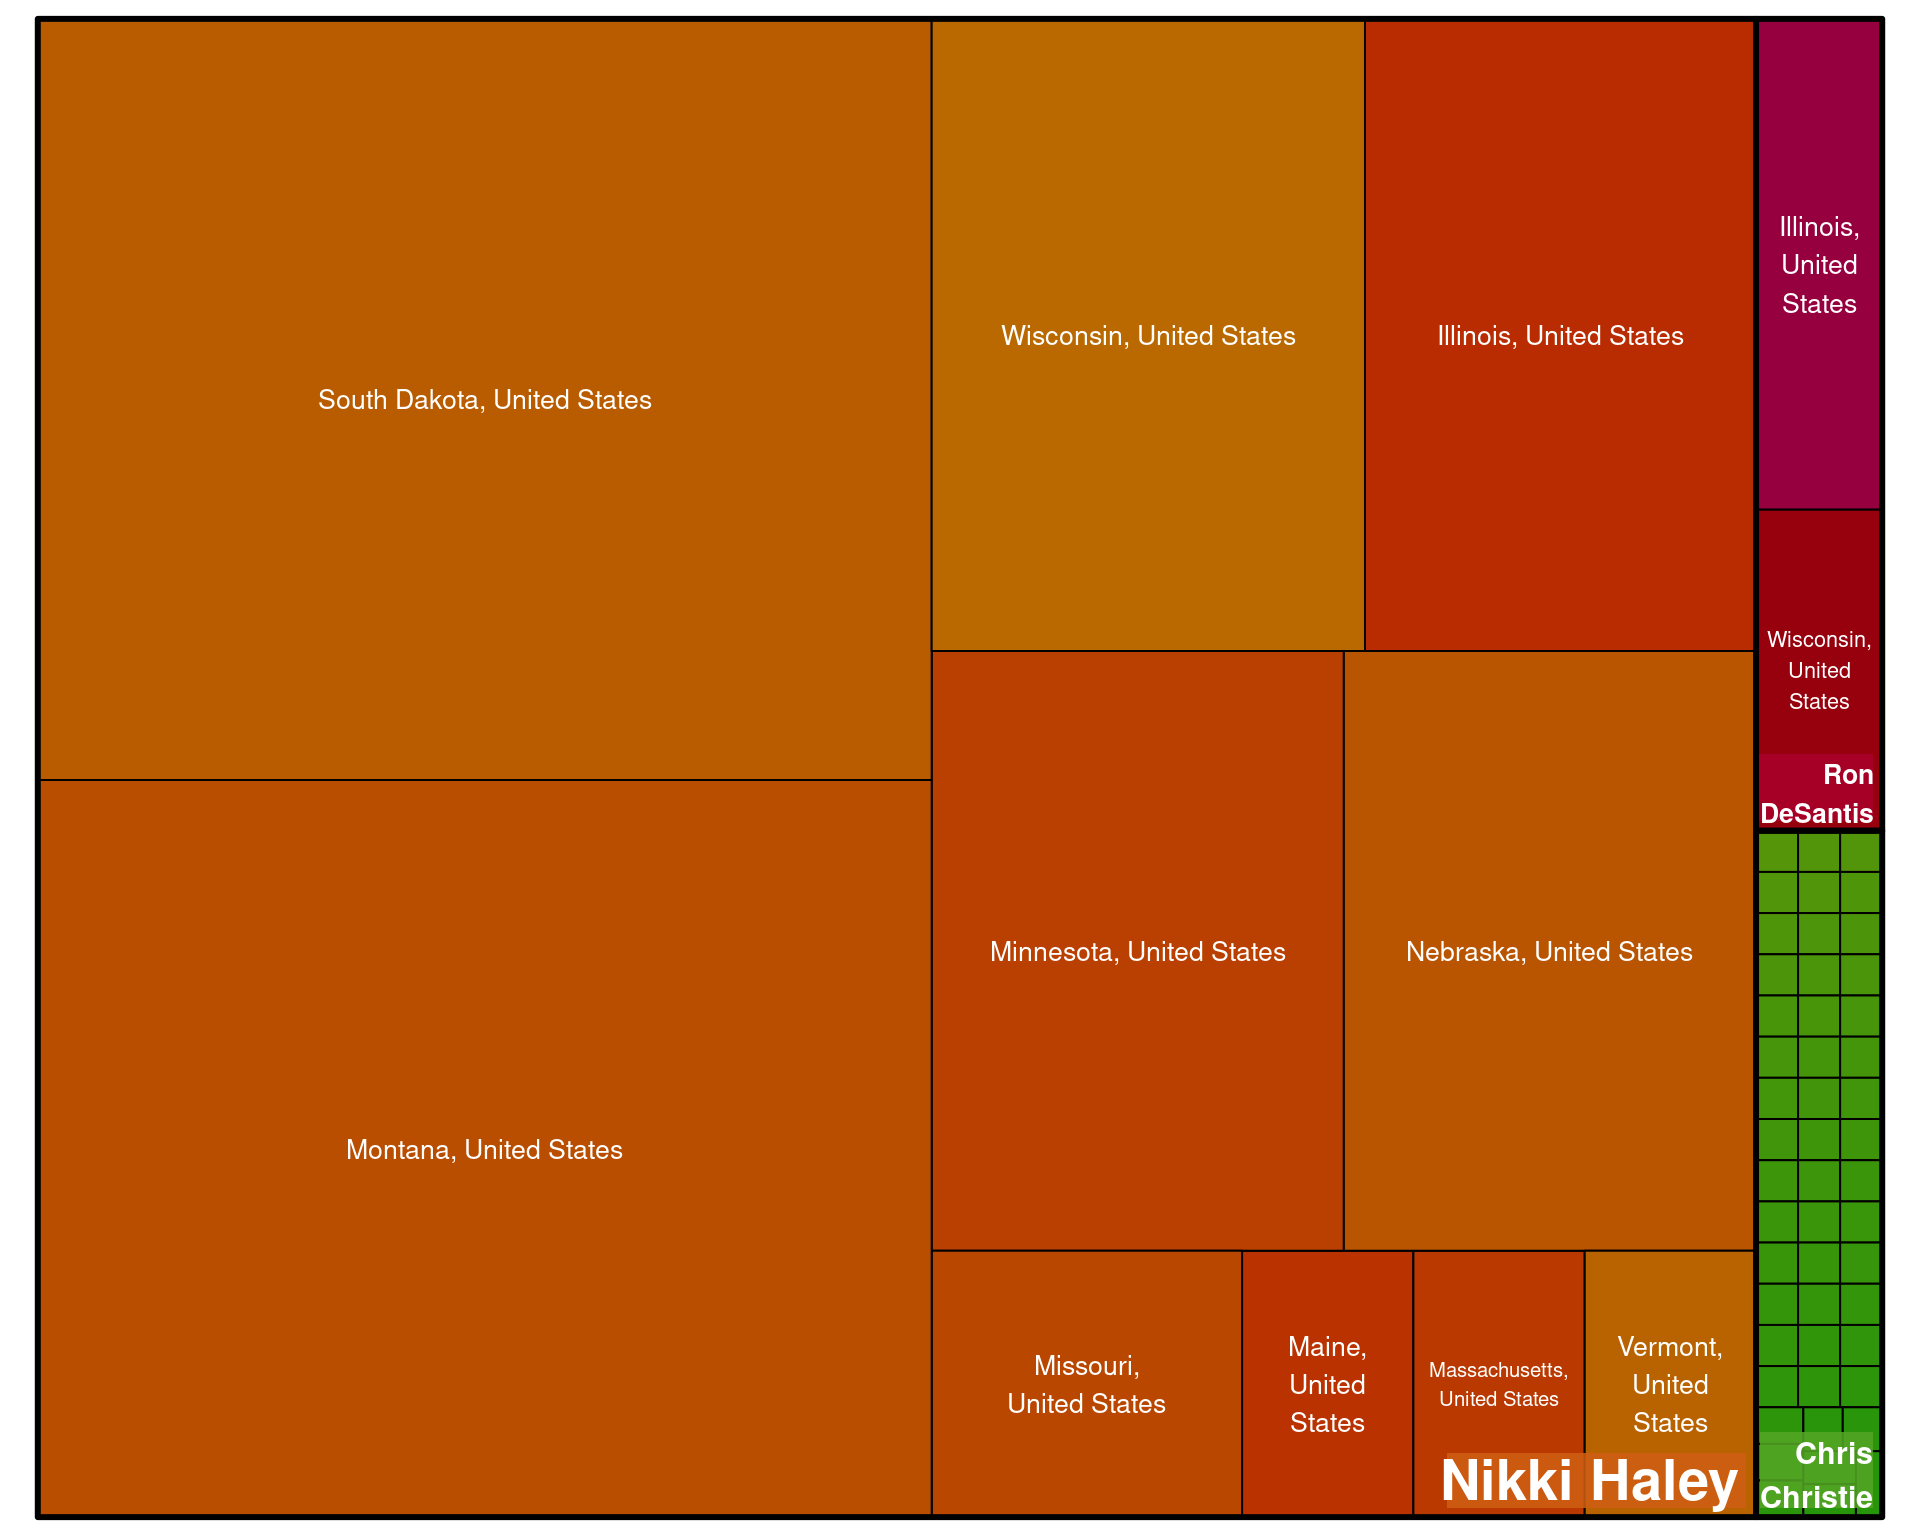 South Dakota, United States
Wisconsin, United States
Illinois, United States
Montana, United States
Minnesota, United States
Nebraska, United States
Missouri,
United States
Maine,
United
States
Massachusetts,
United States
Vermont,
United
States
Nikki Haley
Illinois,
United
States
Wisconsin,
United
States
Ron
DeSantis
Chris
Christie